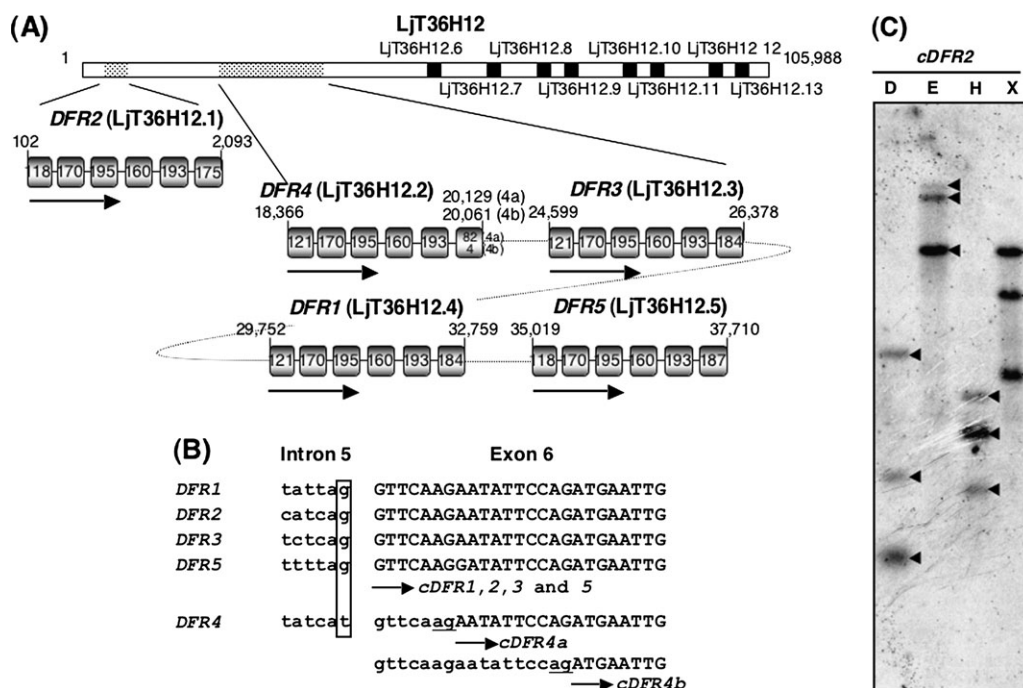 (A)
LjT36H12
LjT36H12.6 LjT36H12.8 LjT36H12.10 LjT36H12 12
1 105,988
LjT36H12.7 LjT36H12.9 LjT36H12.11 LjT36H12.13
DFR2 (LjT36H12.1)
102 2,093
118 170 195 160 193 175
DFR4 (LjT36H12.2)
18,366 20,129 (4a)
20,061 (4b)
121 170 195 160 193 82 (4a)
4 (4b)
DFR3 (LjT36H12.3)
24,599 26,378
121 170 195 160 193 184
DFR1 (LjT36H12.4)
29,752 32,759
121 170 195 160 193 184
DFR5 (LjT36H12.5)
35,019 37,710
118 170 195 160 193 187
(B)
Intron 5 Exon 6
DFR1 tattag GTTCAAGAATATTCCAGATGAATTG
DFR2 catcag GTTCAAGAATATTCCAGATGAATTG
DFR3 tctcag GTTCAAGAATATTCCAGATGAATTG
DFR5 ttttag GTTCAAGGATATTCCAGATGAATTG
cDFR1,2,3 and 5
DFR4 tatcat gttcaagAATATTCCAGATGAATTG
cDFR4a
gttcaagaatattccagATGAATTG
cDFR4b
(C)
cDFR2
D E H X